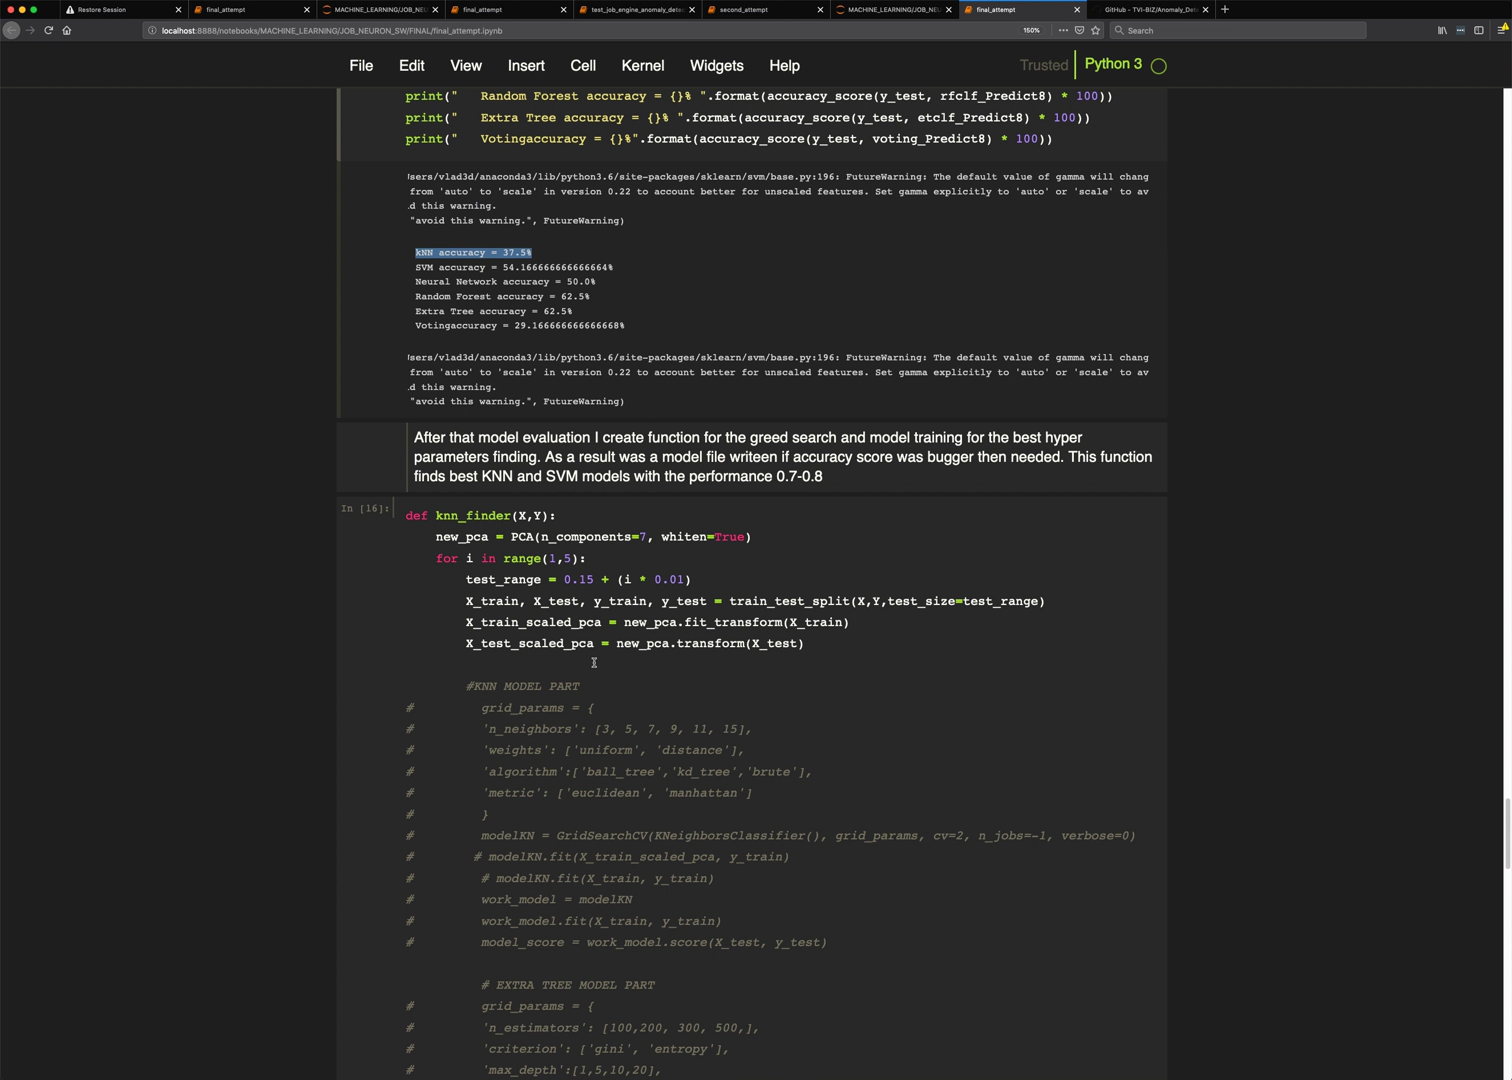 Restore Session
final_attempt
MACHINE_LEARNING/JOB_NEU
final_attempt
test_job_engine_anomaly_dete
second_attempt
MACHINE_LEARNING/JOB_NEU
final_attempt
GitHub - TVI-BIZ/Anomaly_Det
localhost:8888/notebooks/MACHINE_LEARNING/JOB_NEURON_SW/FINAL/final_attempt.ipynb
150%
Search
File Edit View Insert Cell Kernel Widgets Help
Trusted
Python 3
print("   Random Forest accuracy = {}% ".format(accuracy_score(y_test, rfclf_Predict8) * 100))
print("   Extra Tree accuracy = {}% ".format(accuracy_score(y_test, etclf_Predict8) * 100))
print("   Votingaccuracy = {}%".format(accuracy_score(y_test, voting_Predict8) * 100))
sers/vlad3d/anaconda3/lib/python3.6/site-packages/sklearn/svm/base.py:196: FutureWarning: The default value of gamma will chang
from 'auto' to 'scale' in version 0.22 to account better for unscaled features. Set gamma explicitly to 'auto' or 'scale' to av
d this warning.
"avoid this warning.", FutureWarning)
kNN accuracy = 37.5%
SVM accuracy = 54.166666666666664%
Neural Network accuracy = 50.0%
Random Forest accuracy = 62.5%
Extra Tree accuracy = 62.5%
Votingaccuracy = 29.166666666666668%
sers/vlad3d/anaconda3/lib/python3.6/site-packages/sklearn/svm/base.py:196: FutureWarning: The default value of gamma will chang
from 'auto' to 'scale' in version 0.22 to account better for unscaled features. Set gamma explicitly to 'auto' or 'scale' to av
d this warning.
"avoid this warning.", FutureWarning)
After that model evaluation I create function for the greed search and model training for the best hyper
parameters finding. As a result was a model file writeen if accuracy score was bugger then needed. This function
finds best KNN and SVM models with the performance 0.7-0.8
In [16]:
def knn_finder(X,Y):
    new_pca = PCA(n_components=7, whiten=True)
    for i in range(1,5):
        test_range = 0.15 + (i * 0.01)
        X_train, X_test, y_train, y_test = train_test_split(X,Y,test_size=test_range)
        X_train_scaled_pca = new_pca.fit_transform(X_train)
        X_test_scaled_pca = new_pca.transform(X_test)
        #KNN MODEL PART
#         grid_params = {
#         'n_neighbors': [3, 5, 7, 9, 11, 15],
#         'weights': ['uniform', 'distance'],
#         'algorithm':['ball_tree','kd_tree','brute'],
#         'metric': ['euclidean', 'manhattan']
#         }
#         modelKN = GridSearchCV(KNeighborsClassifier(), grid_params, cv=2, n_jobs=-1, verbose=0)
#        # modelKN.fit(X_train_scaled_pca, y_train)
#         # modelKN.fit(X_train, y_train)
#         work_model = modelKN
#         work_model.fit(X_train, y_train)
#         model_score = work_model.score(X_test, y_test)
          # EXTRA TREE MODEL PART
#         grid_params = {
#         'n_estimators': [100,200, 300, 500,],
#         'criterion': ['gini', 'entropy'],
#         'max_depth':[1,5,10,20],